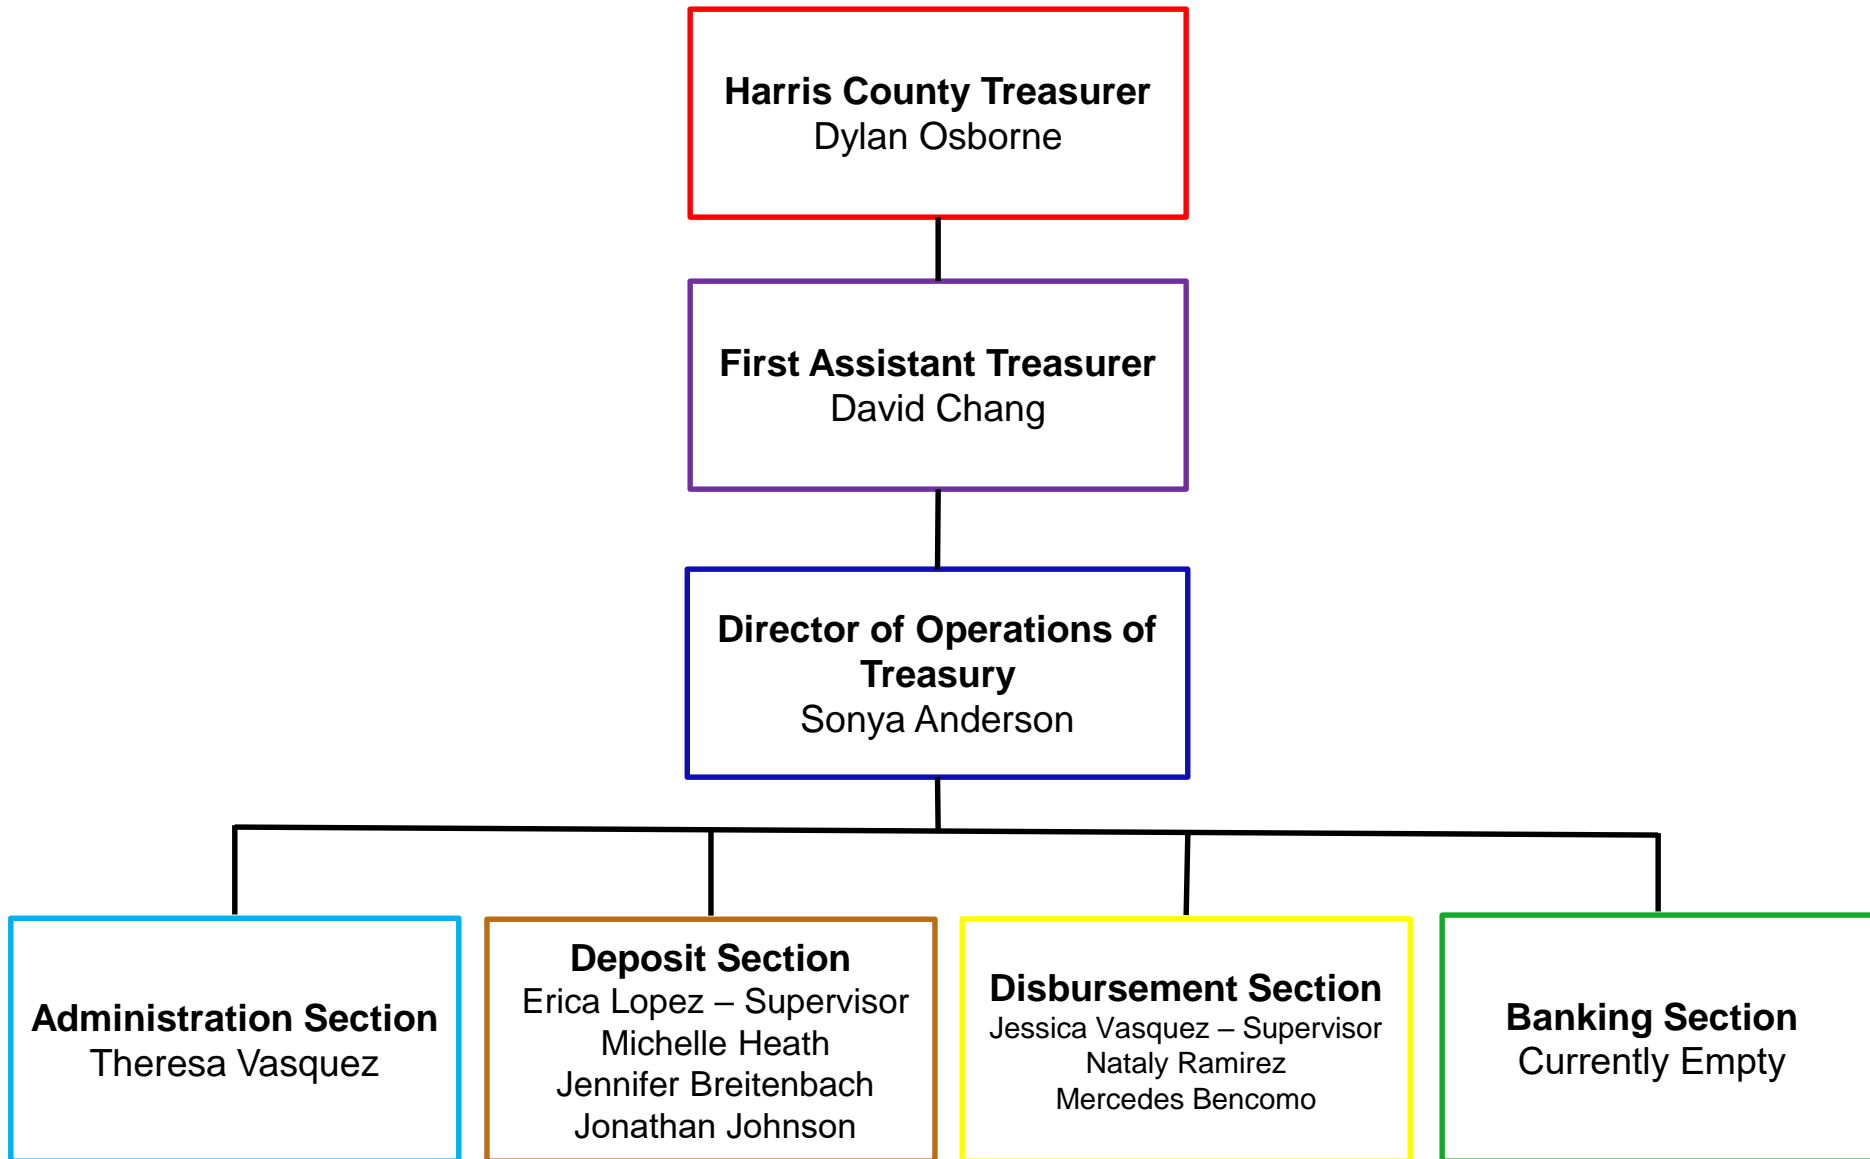 Harris County Treasurer
Dylan Osborne
First Assistant Treasurer
David Chang
Director of Operations of
Treasury
Sonya Anderson
Administration Section
Theresa Vasquez
Deposit Section
Erica Lopez – Supervisor
Michelle Heath
Jennifer Breitenbach
Jonathan Johnson
Disbursement Section
Jessica Vasquez – Supervisor
Nataly Ramirez
Mercedes Bencomo
Banking Section
Currently Empty